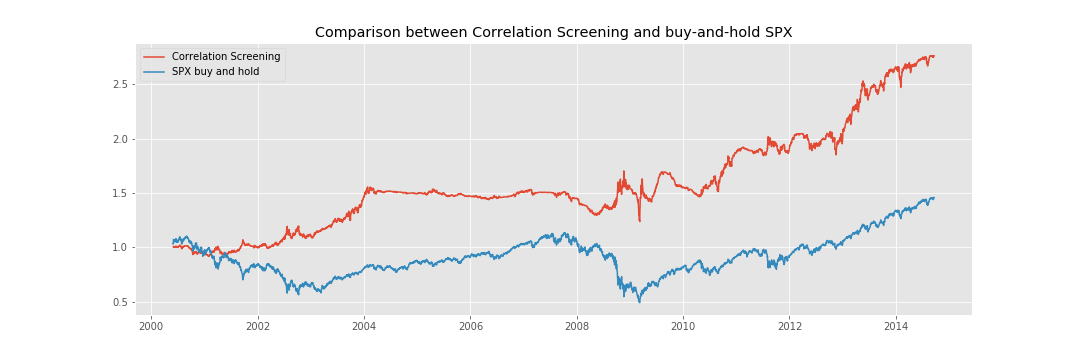 Comparison between Correlation Screening and buy-and-hold SPX
Correlation Screening
SPX buy and hold
2.5
2.0
1.5
1.0
0.5
2000 2002 2004 2006 2008 2010 2012 2014